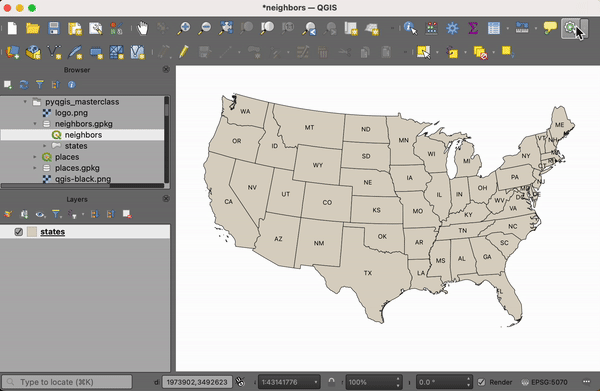 *neighbors — QGIS
Browser
pyqgis_masterclass
logo.png
neighbors.gpkg
neighbors
states
places
places.gpkg
qgis-black.png
Layers
states
WA
MT
ND
MN
ME
OR
ID
SD
WI
MI
VT
NH
NY
MA
WY
IA
PA
CT
RI
NV
NE
IL
IN
OH
NJ
UT
CO
MD
DE
CA
KS
MO
WV
VA
KY
AZ
NM
OK
AR
TN
NC
SC
TX
LA
MS
AL
GA
FL
Type to locate (⌘K)
di
1973902,3492623
1:43141776
100%
0.0 °
Render
EPSG:5070